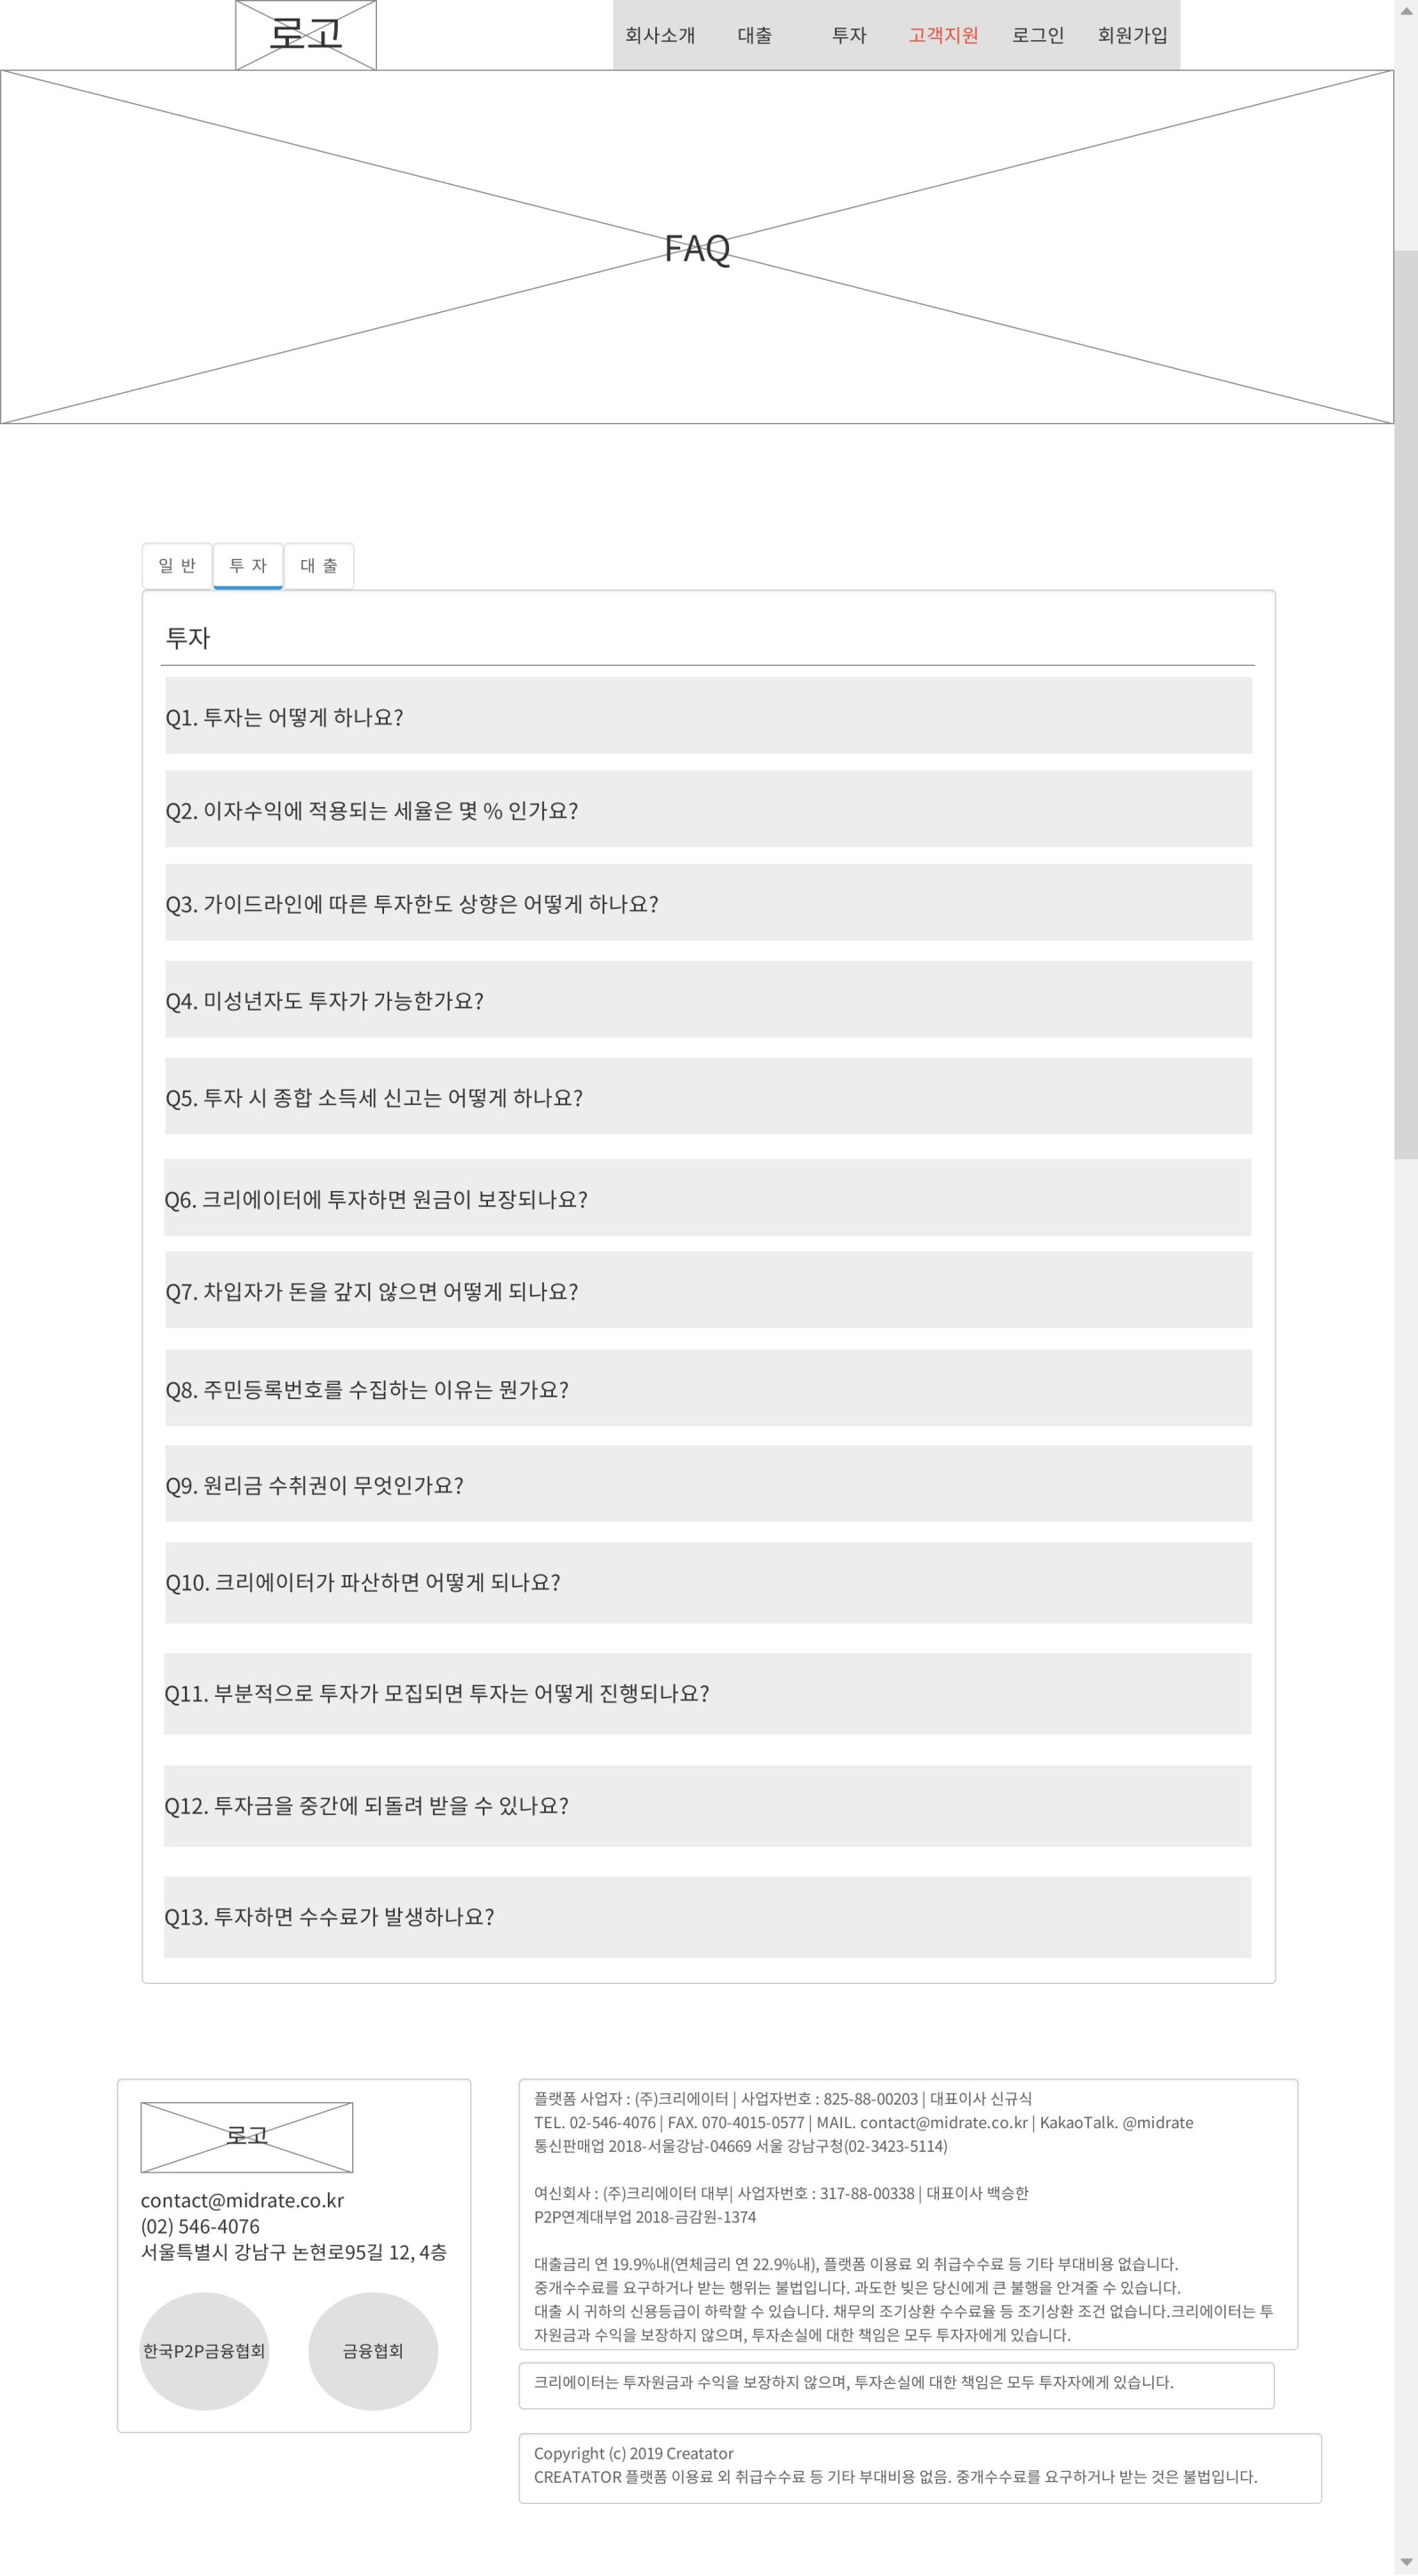 로고
회사소개 대출 투자 고객지원 로그인 회원가입
FAQ
일 반 투 자 대 출
투자
Q1. 투자는 어떻게 하나요?
Q2. 이자수익에 적용되는 세율은 몇 % 인가요?
Q3. 가이드라인에 따른 투자한도 상향은 어떻게 하나요?
Q4. 미성년자도 투자가 가능한가요?
Q5. 투자 시 종합 소득세 신고는 어떻게 하나요?
Q6. 크리에이터에 투자하면 원금이 보장되나요?
Q7. 차입자가 돈을 갚지 않으면 어떻게 되나요?
Q8. 주민등록번호를 수집하는 이유는 뭔가요?
Q9. 원리금 수취권이 무엇인가요?
Q10. 크리에이터가 파산하면 어떻게 되나요?
Q11. 부분적으로 투자가 모집되면 투자는 어떻게 진행되나요?
Q12. 투자금을 중간에 되돌려 받을 수 있나요?
Q13. 투자하면 수수료가 발생하나요?
로고
contact@midrate.co.kr
(02) 546-4076
서울특별시 강남구 논현로95길 12, 4층
한국P2P금융협회 금융협회
플랫폼 사업자 : (주)크리에이터 | 사업자번호 : 825-88-00203 | 대표이사 신규식
TEL. 02-546-4076 | FAX. 070-4015-0577 | MAIL. contact@midrate.co.kr | KakaoTalk. @midrate
통신판매업 2018-서울강남-04669 서울 강남구청(02-3423-5114)
여신회사 : (주)크리에이터 대부| 사업자번호 : 317-88-00338 | 대표이사 백승한
P2P연계대부업 2018-금감원-1374
대출금리 연 19.9%내(연체금리 연 22.9%내), 플랫폼 이용료 외 취급수수료 등 기타 부대비용 없습니다.
중개수수료를 요구하거나 받는 행위는 불법입니다. 과도한 빚은 당신에게 큰 불행을 안겨줄 수 있습니다.
대출 시 귀하의 신용등급이 하락할 수 있습니다. 채무의 조기상환 수수료율 등 조기상환 조건 없습니다.크리에이터는 투
자원금과 수익을 보장하지 않으며, 투자손실에 대한 책임은 모두 투자자에게 있습니다.
크리에이터는 투자원금과 수익을 보장하지 않으며, 투자손실에 대한 책임은 모두 투자자에게 있습니다.
Copyright (c) 2019 Creatator
CREATATOR 플랫폼 이용료 외 취급수수료 등 기타 부대비용 없음. 중개수수료를 요구하거나 받는 것은 불법입니다.